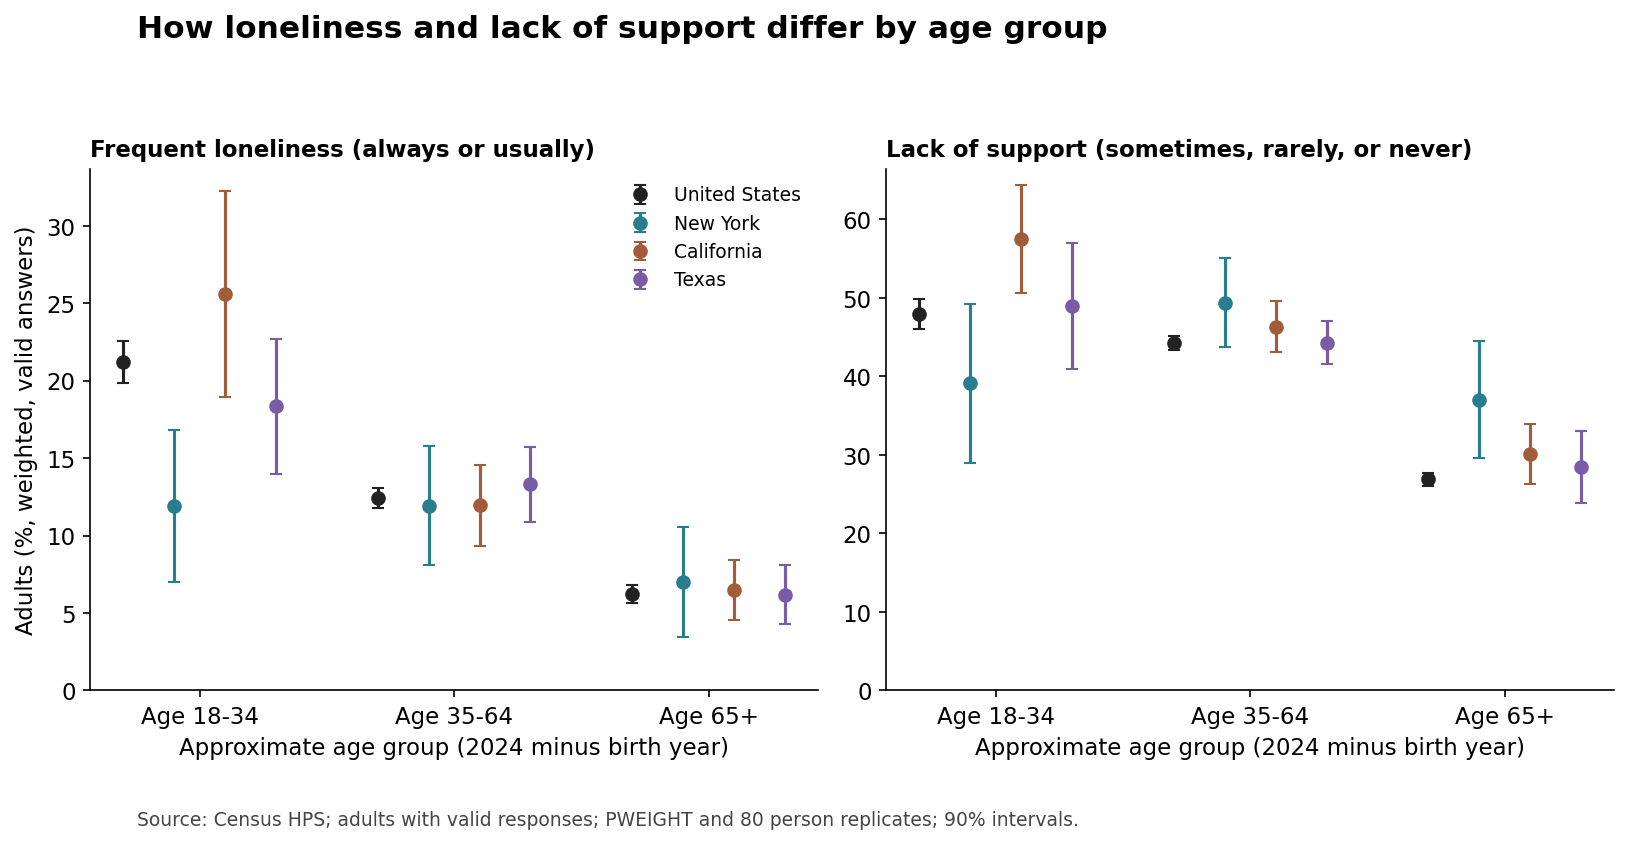 How loneliness and lack of support differ by age group
Frequent loneliness (always or usually)
Adults (%, weighted, valid answers)
30
25
20
15
10
5
0
United States
New York
California
Texas
Age 18-34
Age 35-64
Age 65+
Approximate age group (2024 minus birth year)
Lack of support (sometimes, rarely, or never)
60
50
40
30
20
10
0
Age 18-34
Age 35-64
Age 65+
Approximate age group (2024 minus birth year)
Source: Census HPS; adults with valid responses; PWEIGHT and 80 person replicates; 90% intervals.